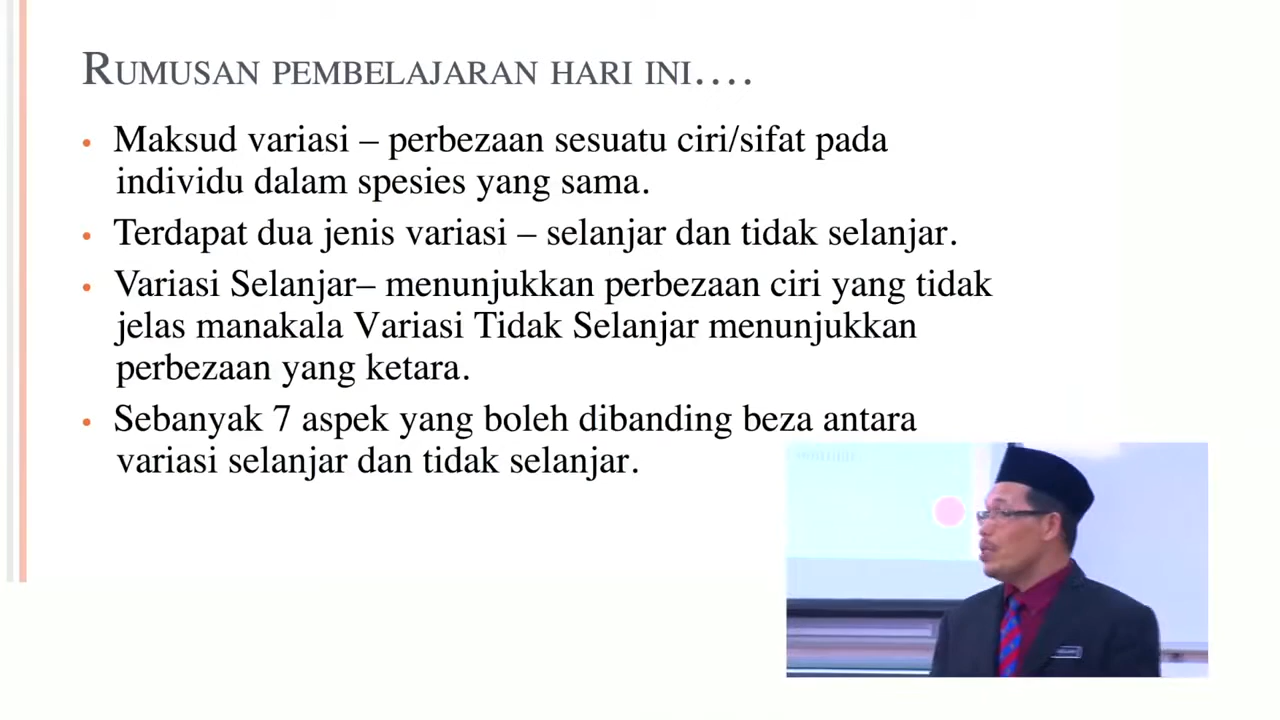 RUMUSAN PEMBELAJARAN HARI INI....
• Maksud variasi – perbezaan sesuatu ciri/sifat pada
individu dalam spesies yang sama.
• Terdapat dua jenis variasi – selanjar dan tidak selanjar.
• Variasi Selanjar– menunjukkan perbezaan ciri yang tidak
jelas manakala Variasi Tidak Selanjar menunjukkan
perbezaan yang ketara.
• Sebanyak 7 aspek yang boleh dibanding beza antara
variasi selanjar dan tidak selanjar.